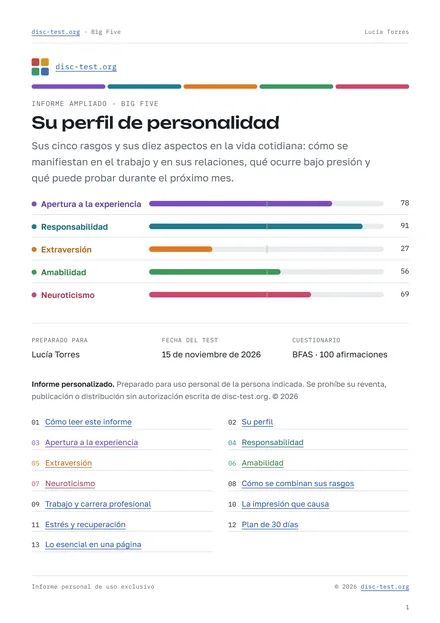 disc-test.org · Big Five
Lucía Torres
disc-test.org
INFORME AMPLIADO · BIG FIVE
Su perfil de personalidad
Sus cinco rasgos y sus diez aspectos en la vida cotidiana: cómo se
manifiestan en el trabajo y en sus relaciones, qué ocurre bajo presión y
qué puede probar durante el próximo mes.
Apertura a la experiencia 78
Responsabilidad 91
Extraversión 27
Amabilidad 56
Neuroticismo 69
PREPARADO PARA
Lucía Torres
FECHA DEL TEST
15 de noviembre de 2026
CUESTIONARIO
BFAS · 100 afirmaciones
Informe personalizado. Preparado para uso personal de la persona indicada. Se prohíbe su reventa,
publicación o distribución sin autorización escrita de disc-test.org. © 2026
01 Cómo leer este informe
02 Su perfil
03 Apertura a la experiencia
04 Responsabilidad
05 Extraversión
06 Amabilidad
07 Neuroticismo
08 Cómo se combinan sus rasgos
09 Trabajo y carrera profesional
10 La impresión que causa
11 Estrés y recuperación
12 Plan de 30 días
13 Lo esencial en una página
Informe personal de uso exclusivo
© 2026 disc-test.org
1